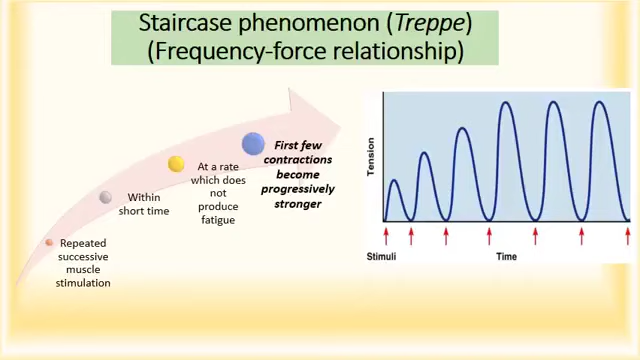 Staircase phenomenon (Treppe)
(Frequency-force relationship)
Repeated
successive
muscle
stimulation
Within
short time
At a rate
which does
not
produce
fatigue
First few
contractions
become
progressively
stronger
Tension
Stimuli
Time